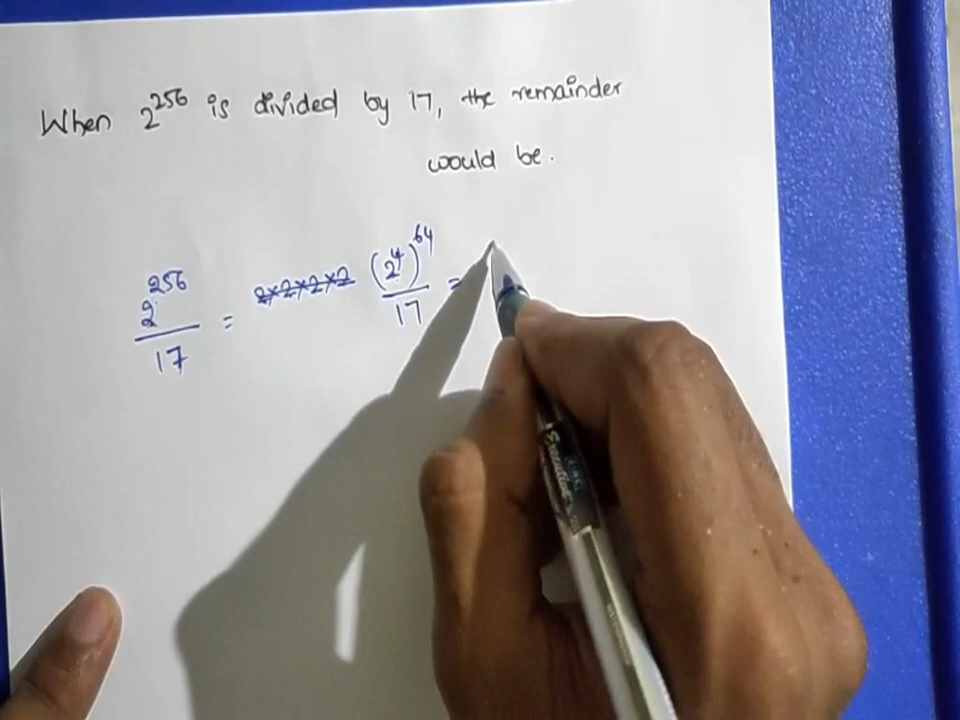 When 2^256 is divided by 17, the remainder
would be.
2^256 / 17 = 2×2×2×2 (2^4)^64 / 17 =